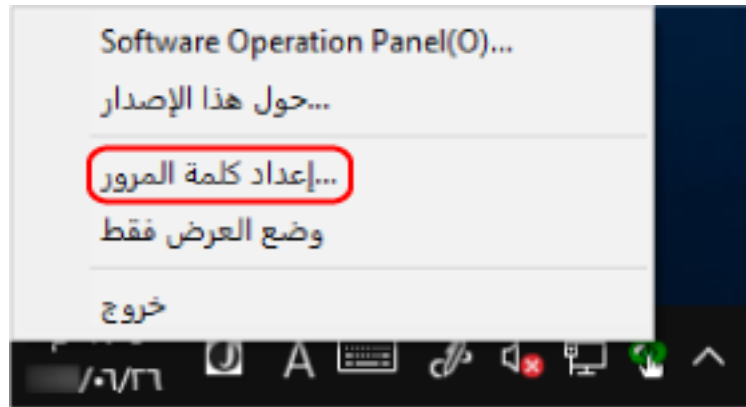 Software Operation Panel(O)...
حول هذا الإصدار...
إعداد كلمة المرور...
وضع العرض فقط
خروج
A
/٠٦/٢٦